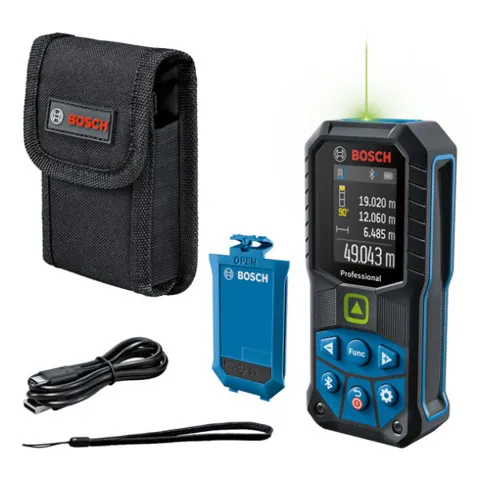 BOSCH
OPEN
BOSCH
BOSCH
90°
19.020 m
12.060 m
6.485 m
49.043 m
Professional
Func